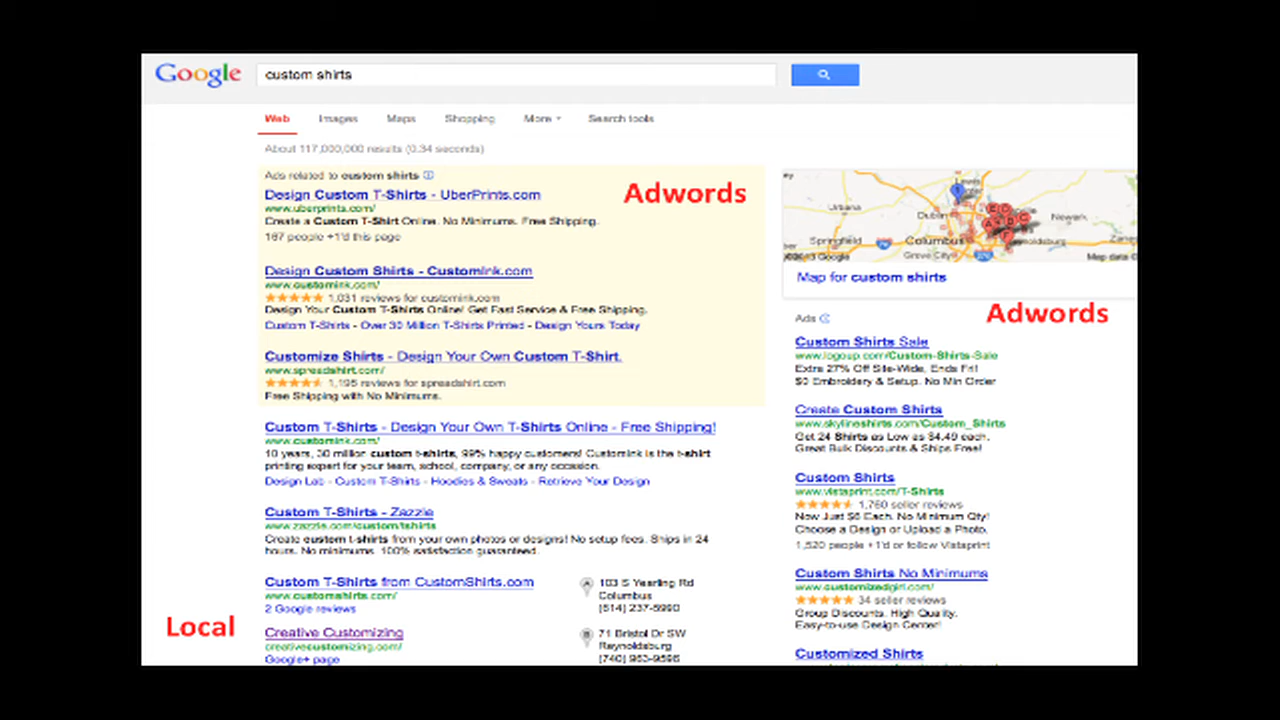 Google
custom shirts
Web Images Maps Shopping More Search tools
About 117,000,000 results (0.34 seconds)
Ads related to custom shirts
Adwords
Design Custom T-Shirts - UberPrints.com
www.uberprints.com/
Create a Custom T-Shirt Online. No Minimums. Free Shipping.
167 people +1'd this page
Design Custom Shirts - CustomInk.com
www.customink.com/
1,031 reviews for customink.com
Design Your Custom T-Shirts Online! Get Fast Service & Free Shipping.
Custom T-Shirts - Over 30 Million T-Shirts Printed - Design Yours Today
Customize Shirts - Design Your Own Custom T-Shirt.
www.spreadshirt.com/
1,195 reviews for spreadshirt.com
Free Shipping with No Minimums.
Custom T-Shirts - Design Your Own T-Shirts Online - Free Shipping!
www.customink.com/
10 years, 30 million custom t-shirts, 99% happy customers! CustomInk is the t-shirt
printing expert for your team, school, company, or any occasion.
Design Lab - Custom T-Shirts - Hoodies & Sweats - Retrieve Your Design
Custom T-Shirts - Zazzle
www.zazzle.com/custom/tshirts
Create custom t-shirts from your own photos or designs! No setup fees. Ships in 24
hours. No minimums. 100% satisfaction guaranteed.
Custom T-Shirts from CustomShirts.com
www.customshirts.com/
2 Google reviews
A 103 S Yearling Rd
Columbus
(614) 237-8990
Local
Creative Customizing
creativecustomizing.com/
Google+ page
B 71 Bristol Dr SW
Reynoldsburg
(740) 963-9596
Lewis
Urbana
Dublin
Newark
Springfield
Columbus
Reynoldsburg
Grove City
©2013 Google
Map data
Map for custom shirts
Adwords
Ads
Custom Shirts Sale
www.logoup.com/Custom-Shirts-Sale
Extra 27% Off Site-Wide, Ends Fri!
$0 Embroidery & Setup. No Min Order
Create Custom Shirts
www.skylineshirts.com/Custom_Shirts
Get 24 Shirts as Low as $4.49 each.
Great Bulk Discounts & Ships Free!
Custom Shirts
www.vistaprint.com/T-Shirts
1,760 seller reviews
Now Just $6 Each. No Minimum Qty!
Choose a Design or Upload a Photo.
1,520 people +1'd or follow Vistaprint
Custom Shirts No Minimums
www.customizedgirl.com/
34 seller reviews
Group Discounts. High Quality.
Easy-to-use Design Center!
Customized Shirts